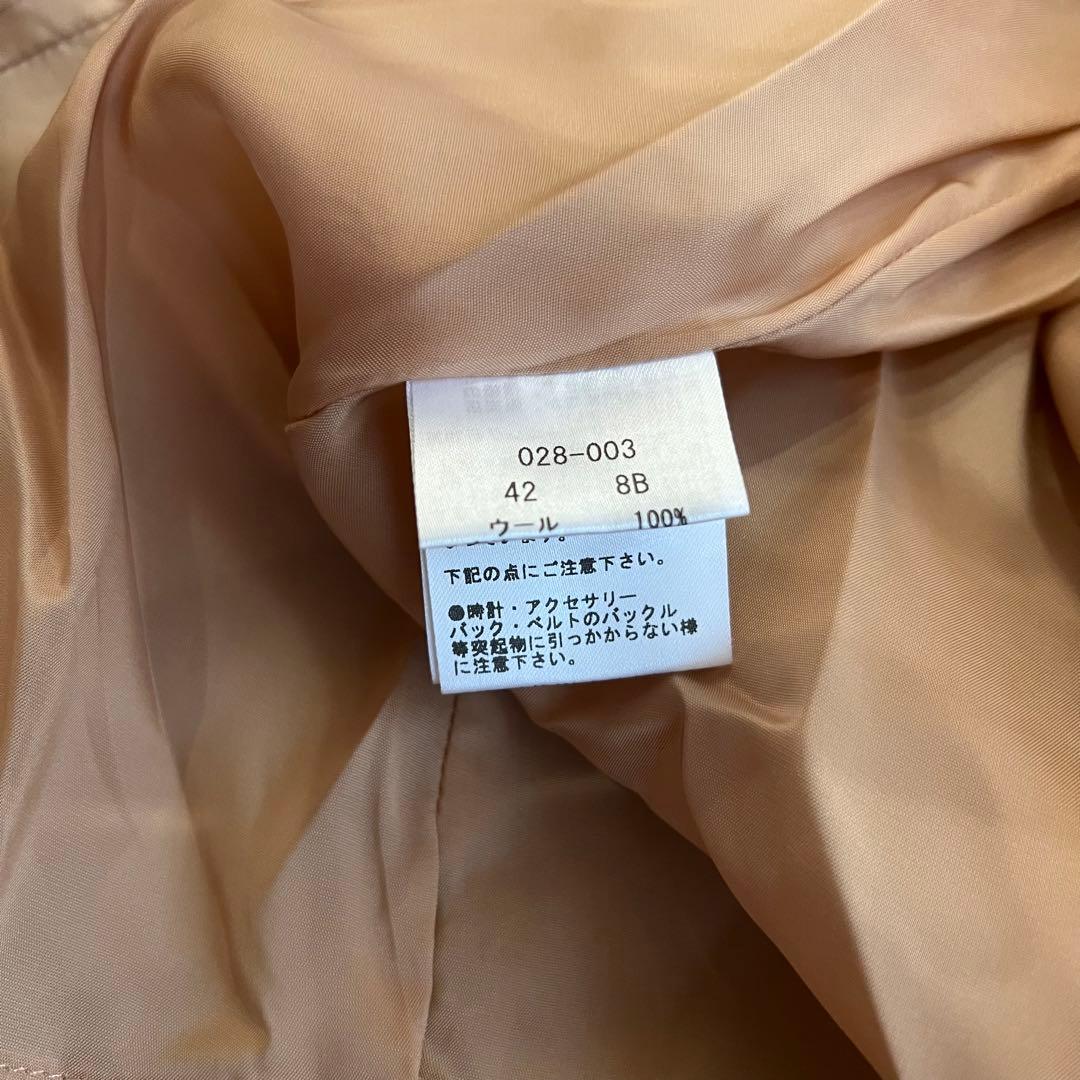 028-003
42 8B
ウール 100%
下記の点にご注意下さい。
●時計・アクセサリー
バック・ベルトのバックル
等突起物に引っかからない様
に注意下さい。